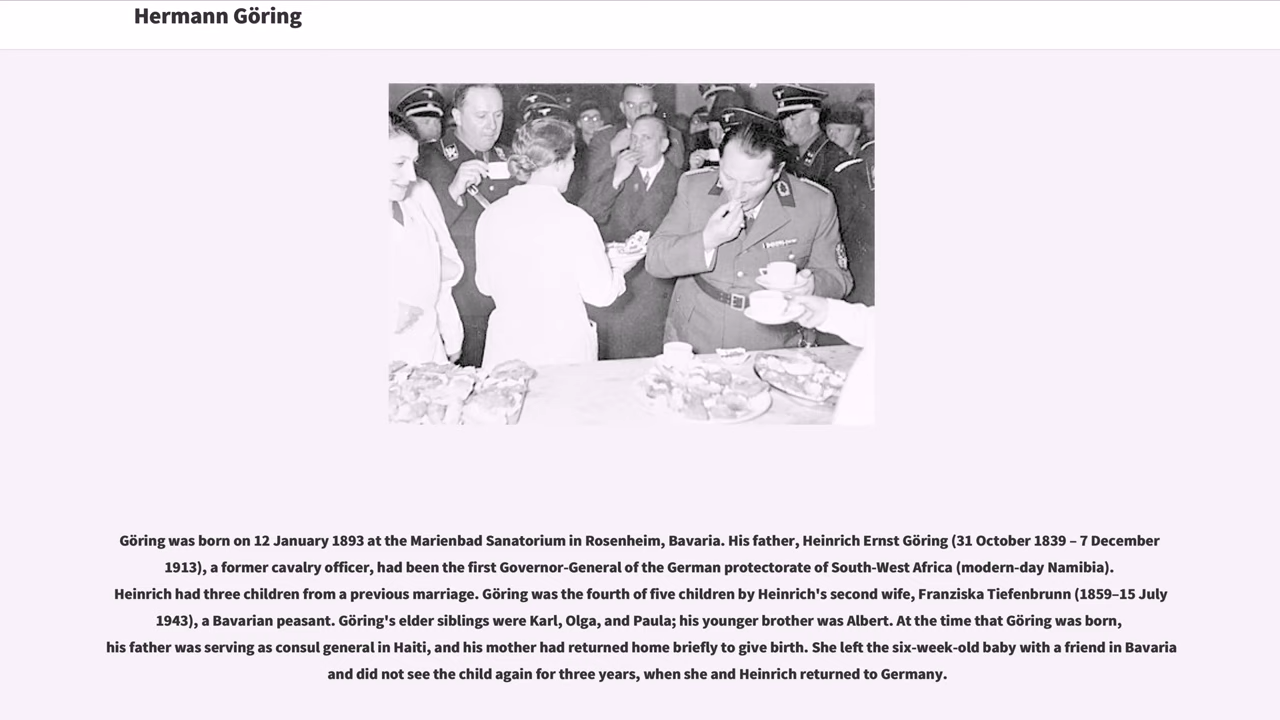 Hermann Göring
Göring was born on 12 January 1893 at the Marienbad Sanatorium in Rosenheim, Bavaria. His father, Heinrich Ernst Göring (31 October 1839 – 7 December
1913), a former cavalry officer, had been the first Governor-General of the German protectorate of South-West Africa (modern-day Namibia).
Heinrich had three children from a previous marriage. Göring was the fourth of five children by Heinrich's second wife, Franziska Tiefenbrunn (1859–15 July
1943), a Bavarian peasant. Göring's elder siblings were Karl, Olga, and Paula; his younger brother was Albert. At the time that Göring was born,
his father was serving as consul general in Haiti, and his mother had returned home briefly to give birth. She left the six-week-old baby with a friend in Bavaria
and did not see the child again for three years, when she and Heinrich returned to Germany.